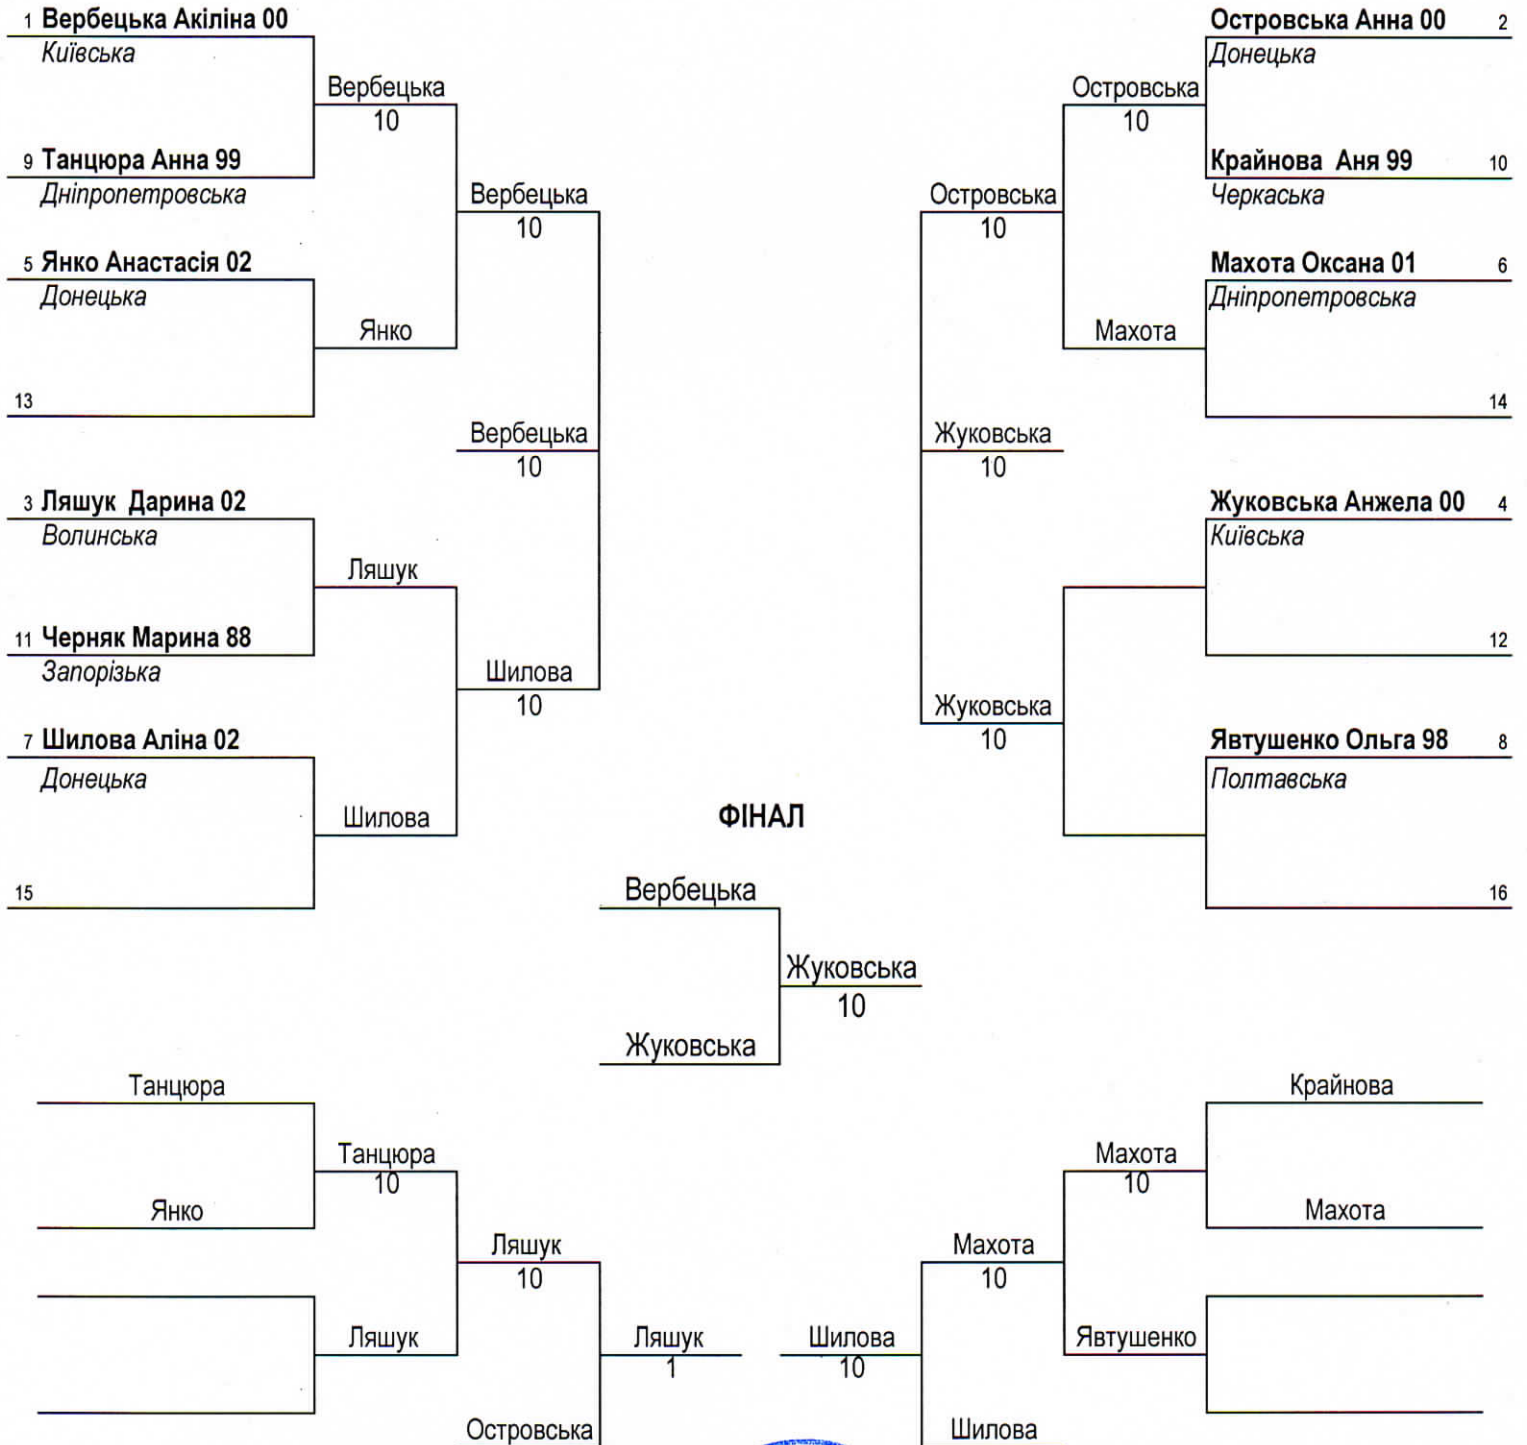 1 Вербецька Акіліна 00
Київська
Вербецька
10
9 Танцюра Анна 99
Дніпропетровська
Вербецька
10
5 Янко Анастасія 02
Донецька
Янко
13
Вербецька
10
3 Ляшук Дарина 02
Волинська
Ляшук
11 Черняк Марина 88
Запорізька
Шилова
10
7 Шилова Аліна 02
Донецька
Шилова
15
Островська Анна 00 2
Донецька
Островська
10
Крайнова Аня 99 10
Черкаська
Островська
10
Махота Оксана 01 6
Дніпропетровська
Махота
14
Жуковська
10
Жуковська Анжела 00 4
Київська
12
Жуковська
10
Явтушенко Ольга 98 8
Полтавська
16
ФІНАЛ
Вербецька
Жуковська
10
Жуковська
Танцюра
Танцюра
10
Янко
Ляшук
10
Ляшук
Ляшук
1
Островська
Крайнова
Махота
10
Махота
Махота
10
Явтушенко
Шилова
10
Шилова